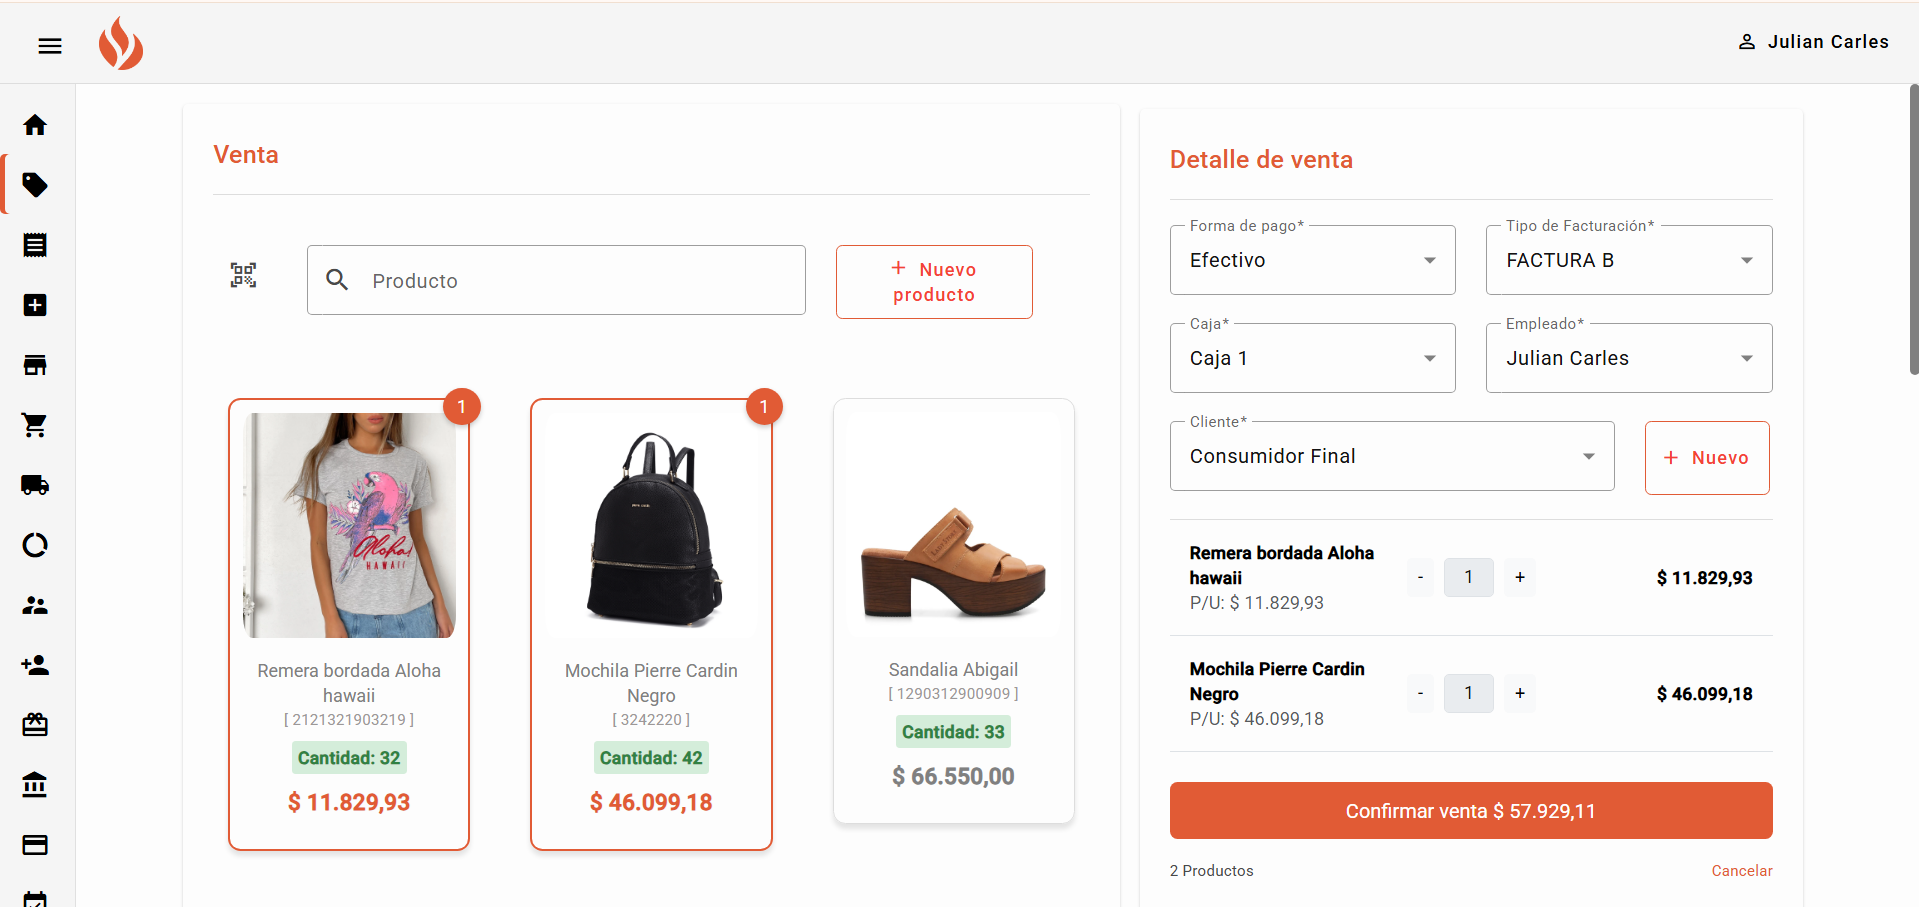 Julian Carles
Venta
Producto
+ Nuevo
producto
1
Aloha!
HAWAII
Remera bordada Aloha
hawaii
[ 2121321903219 ]
Cantidad: 32
$ 11.829,93
1
Mochila Pierre Cardin
Negro
[ 3242220 ]
Cantidad: 42
$ 46.099,18
Sandalia Abigail
[ 1290312900909 ]
Cantidad: 33
$ 66.550,00
Detalle de venta
Forma de pago*
Efectivo
Tipo de Facturación*
FACTURA B
Caja*
Caja 1
Empleado*
Julian Carles
Cliente*
Consumidor Final
+ Nuevo
Remera bordada Aloha
hawaii
P/U: $ 11.829,93
- 1 +
$ 11.829,93
Mochila Pierre Cardin
Negro
P/U: $ 46.099,18
- 1 +
$ 46.099,18
Confirmar venta $ 57.929,11
2 Productos
Cancelar